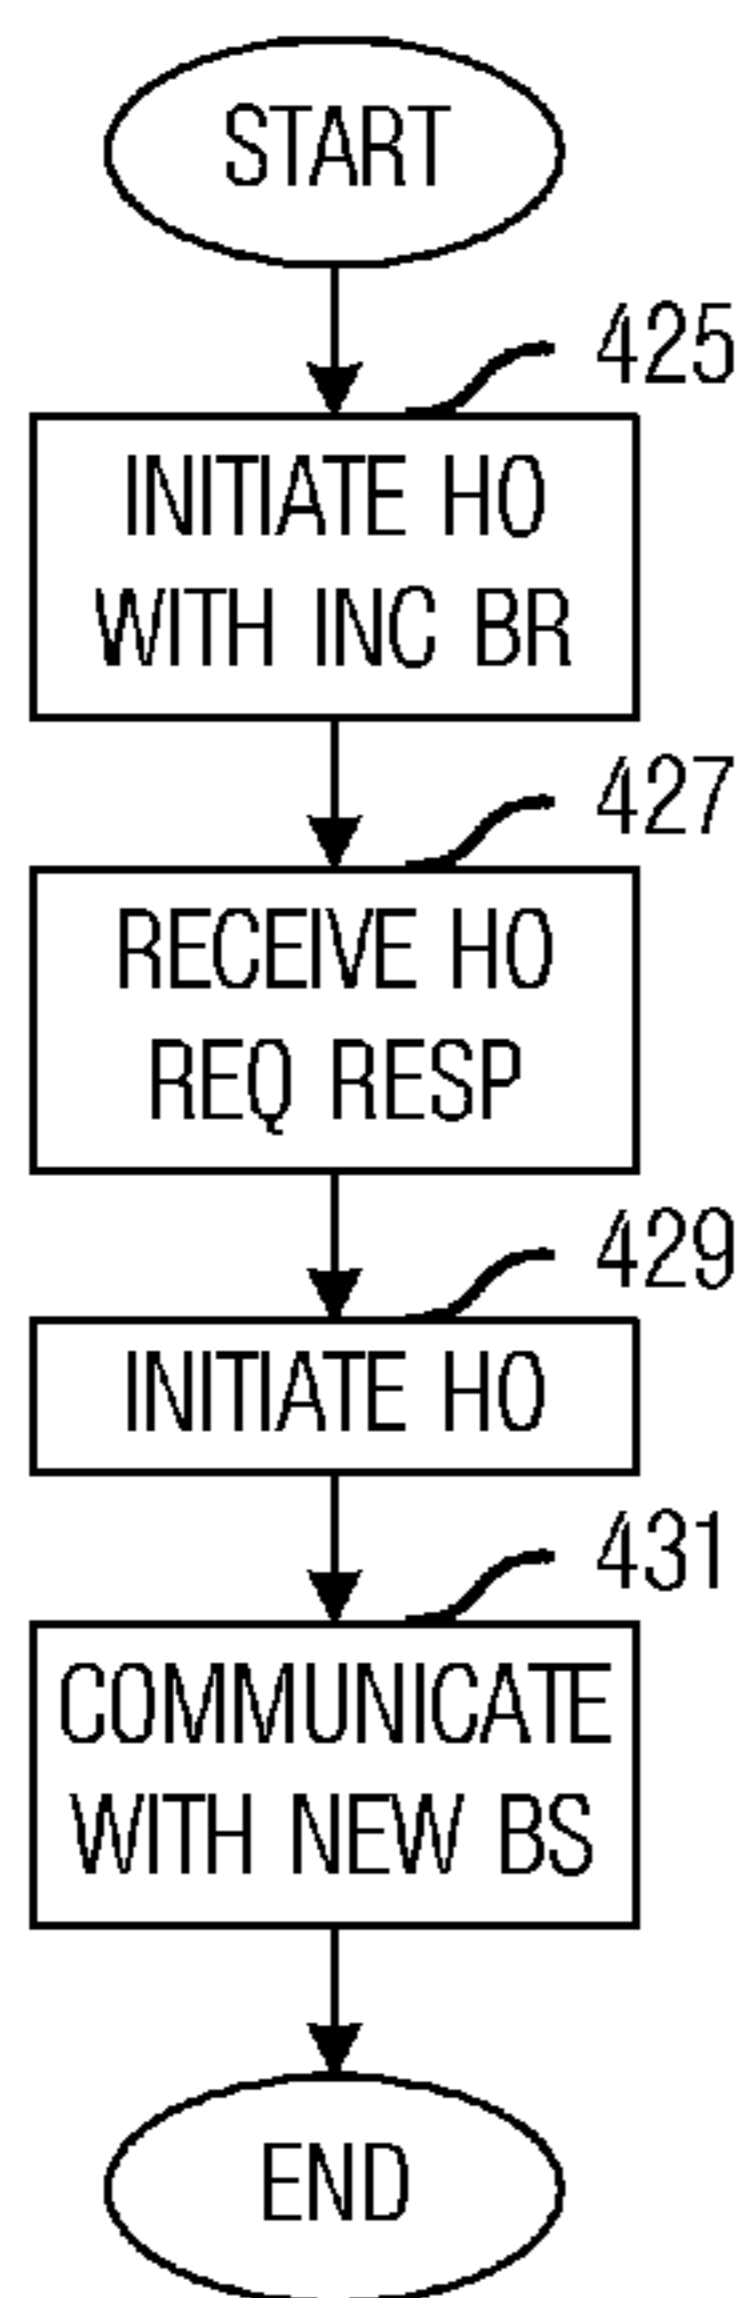 START
425
INITIATE HO
WITH INC BR
427
RECEIVE HO
REQ RESP
429
INITIATE HO
431
COMMUNICATE
WITH NEW BS
END